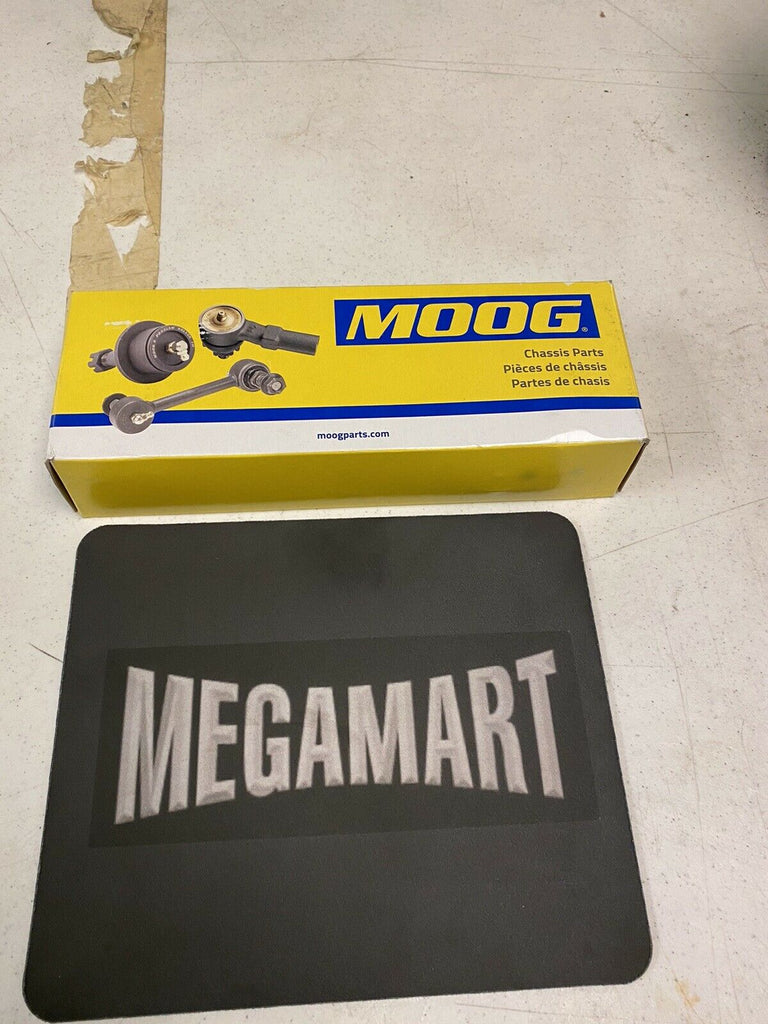 MOOG
Chassis Parts
Pièces de châssis
Partes de chasis
moogparts.com
MEGAMART